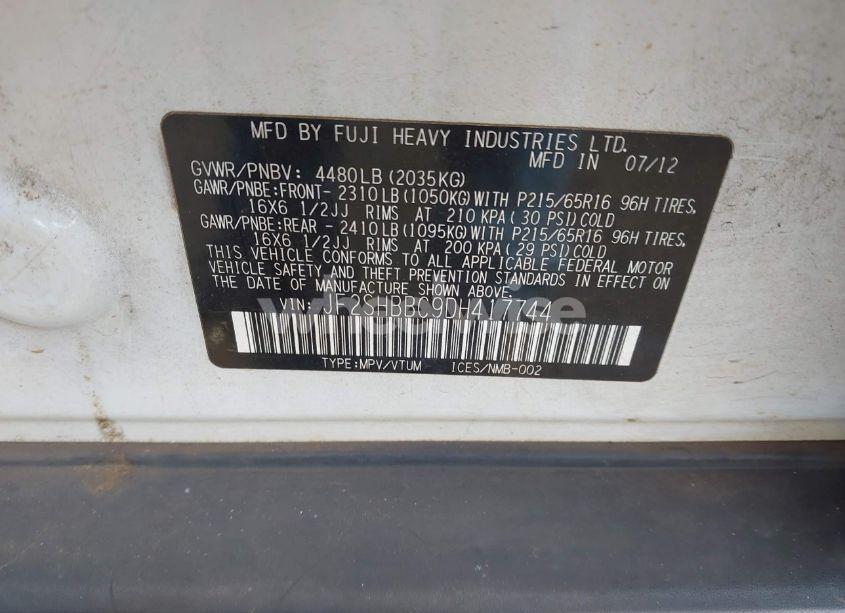 MFD BY FUJI HEAVY INDUSTRIES LTD.
MFD IN 07/12
GVWR/PNBV: 4480LB(2035KG)
GAWR/PNBE:FRONT- 2310LB(1050KG)WITH P215/65R16 96H TIRES,
16X6 1/2JJ RIMS AT 210 KPA( 30 PSI)COLD
GAWR/PNBE:REAR - 2410LB(1095KG)WITH P215/65R16 96H TIRES,
16X6 1/2JJ RIMS AT 200 KPA( 29 PSI)COLD
THIS VEHICLE CONFORMS TO ALL APPLICABLE FEDERAL MOTOR
VEHICLE SAFETY AND THEFT PREVENTION STANDARDS IN EFFECT ON
THE DATE OF MANUFACTURE SHOWN ABOVE.
VIN: JF2SHBBC9DH417744
TYPE:MPV/VTUM ICES/NMB-002